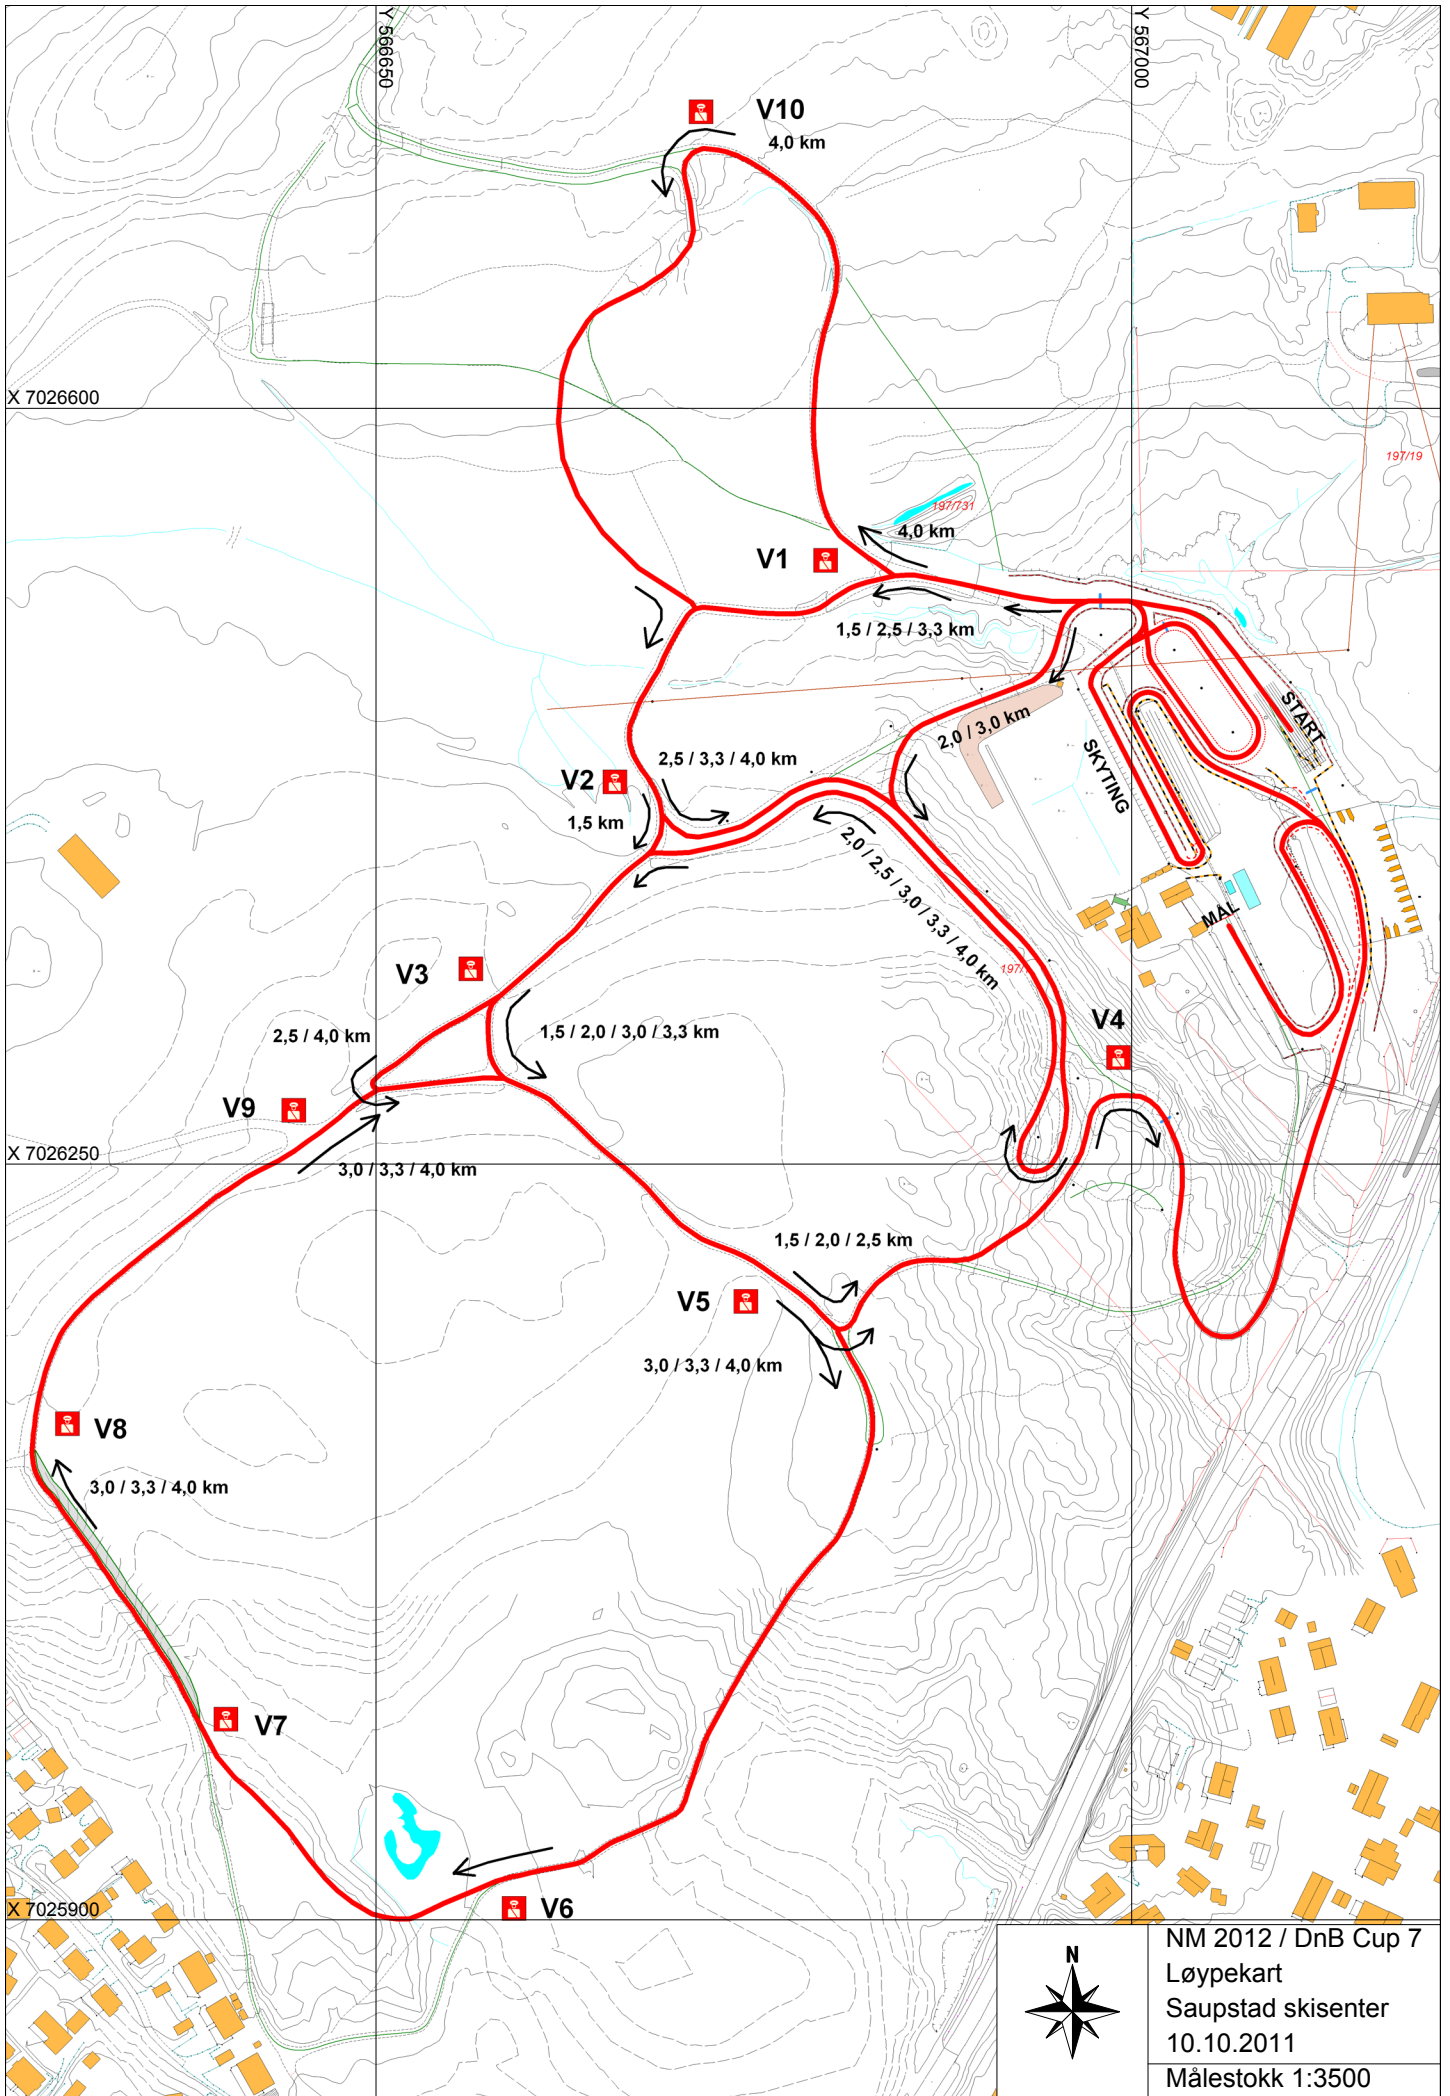 Y 566650
Y 567000
V10
4,0 km
X 7026600
197/19
197/731
4,0 km
V1
1,5 / 2,5 / 3,3 km
START
2,0 / 3,0 km
SKYTING
2,5 / 3,3 / 4,0 km
V2
1,5 km
2,0 / 2,5 / 3,0 / 3,3 / 4,0 km
MÅL
V3
V4
2,5 / 4,0 km
1,5 / 2,0 / 3,0 / 3,3 km
V9
X 7026250
3,0 / 3,3 / 4,0 km
1,5 / 2,0 / 2,5 km
V5
3,0 / 3,3 / 4,0 km
V8
3,0 / 3,3 / 4,0 km
V7
X 7025900
V6
N
NM 2012 / DnB Cup 7
Løypekart
Saupstad skisenter
10.10.2011
Målestokk 1:3500